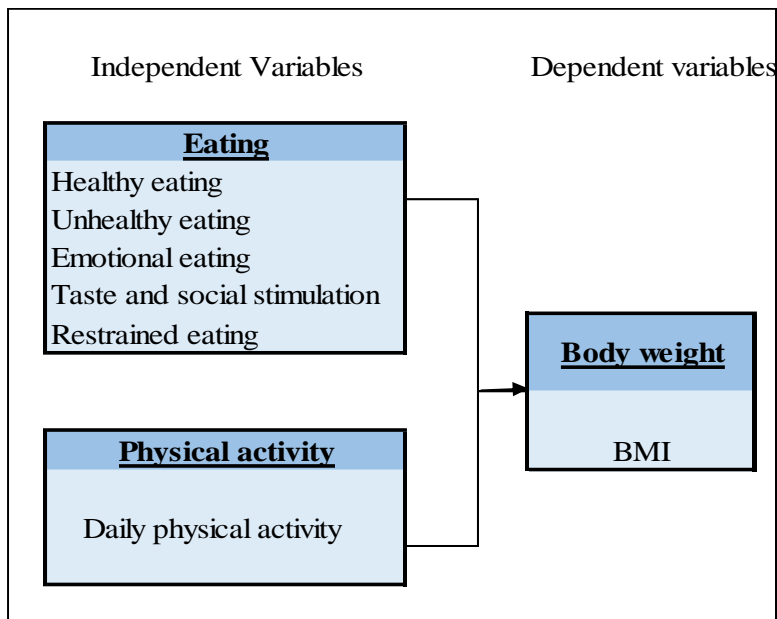 Independent Variables
Dependent variables
Eating
Healthy eating
Unhealthy eating
Emotional eating
Taste and social stimulation
Restrained eating
Body weight
BMI
Physical activity
Daily physical activity